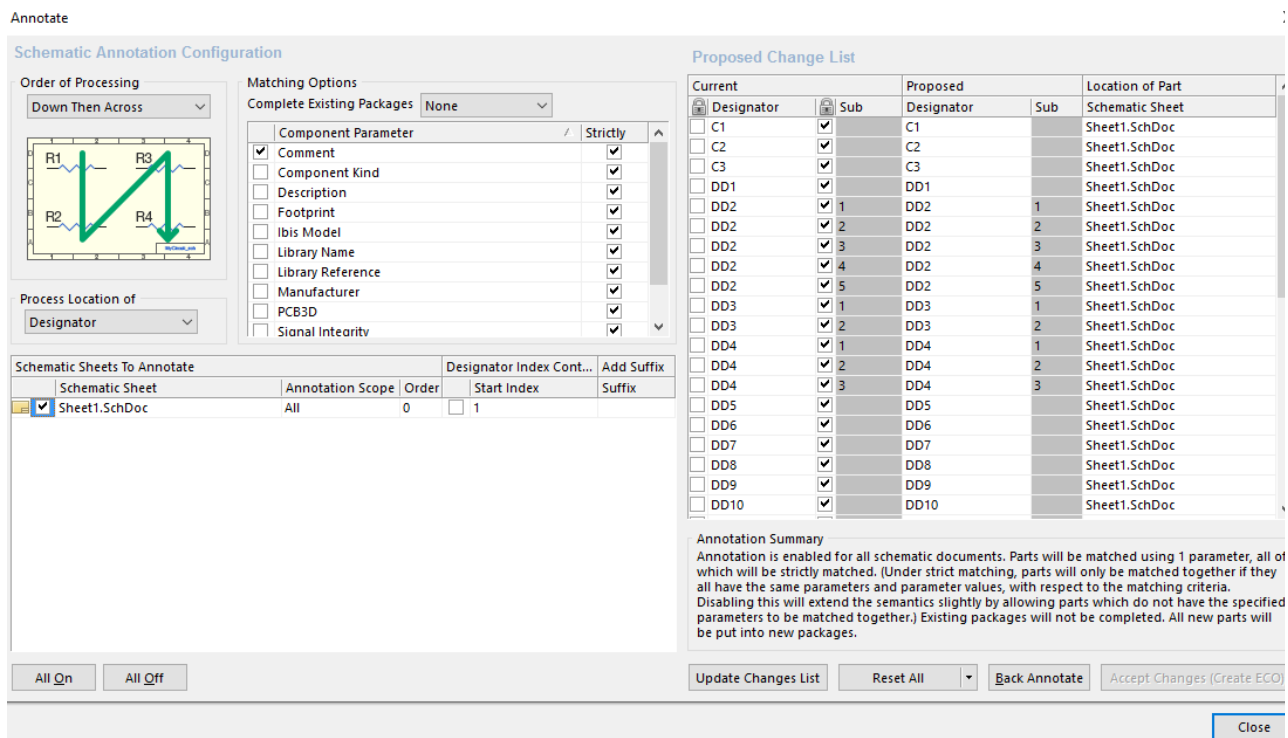 Annotate
Schematic Annotation Configuration
Order of Processing
Down Then Across
1 2 3 4
R1 R3
R2 R4
1 2 3 4
Process Location of
Designator
Matching Options
Complete Existing Packages None
Component Parameter / Strictly
Comment
Component Kind
Description
Footprint
Ibis Model
Library Name
Library Reference
Manufacturer
PCB3D
Signal Integrity
Schematic Sheets To Annotate Designator Index Cont... Add Suffix
Schematic Sheet Annotation Scope Order Start Index Suffix
Sheet1.SchDoc All 0 1
All On All Off
Proposed Change List
Current Proposed Location of Part
Designator Sub Designator Sub Schematic Sheet
C1 C1 Sheet1.SchDoc
C2 C2 Sheet1.SchDoc
C3 C3 Sheet1.SchDoc
DD1 DD1 Sheet1.SchDoc
DD2 1 DD2 1 Sheet1.SchDoc
DD2 2 DD2 2 Sheet1.SchDoc
DD2 3 DD2 3 Sheet1.SchDoc
DD2 4 DD2 4 Sheet1.SchDoc
DD2 5 DD2 5 Sheet1.SchDoc
DD3 1 DD3 1 Sheet1.SchDoc
DD3 2 DD3 2 Sheet1.SchDoc
DD4 1 DD4 1 Sheet1.SchDoc
DD4 2 DD4 2 Sheet1.SchDoc
DD4 3 DD4 3 Sheet1.SchDoc
DD5 DD5 Sheet1.SchDoc
DD6 DD6 Sheet1.SchDoc
DD7 DD7 Sheet1.SchDoc
DD8 DD8 Sheet1.SchDoc
DD9 DD9 Sheet1.SchDoc
DD10 DD10 Sheet1.SchDoc
Annotation Summary
Annotation is enabled for all schematic documents. Parts will be matched using 1 parameter, all of
which will be strictly matched. (Under strict matching, parts will only be matched together if they
all have the same parameters and parameter values, with respect to the matching criteria.
Disabling this will extend the semantics slightly by allowing parts which do not have the specified
parameters to be matched together.) Existing packages will not be completed. All new parts will
be put into new packages.
Update Changes List Reset All Back Annotate Accept Changes (Create ECO)
Close